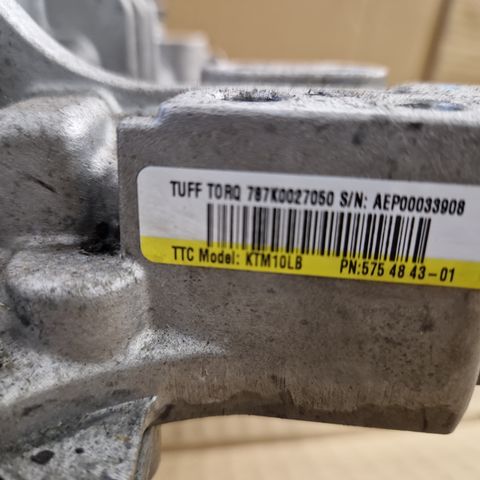 TUFF TORQ 787K0027050 S/N: AEP00033908
TTC Model: KTM10LB PN:575 48 43-01